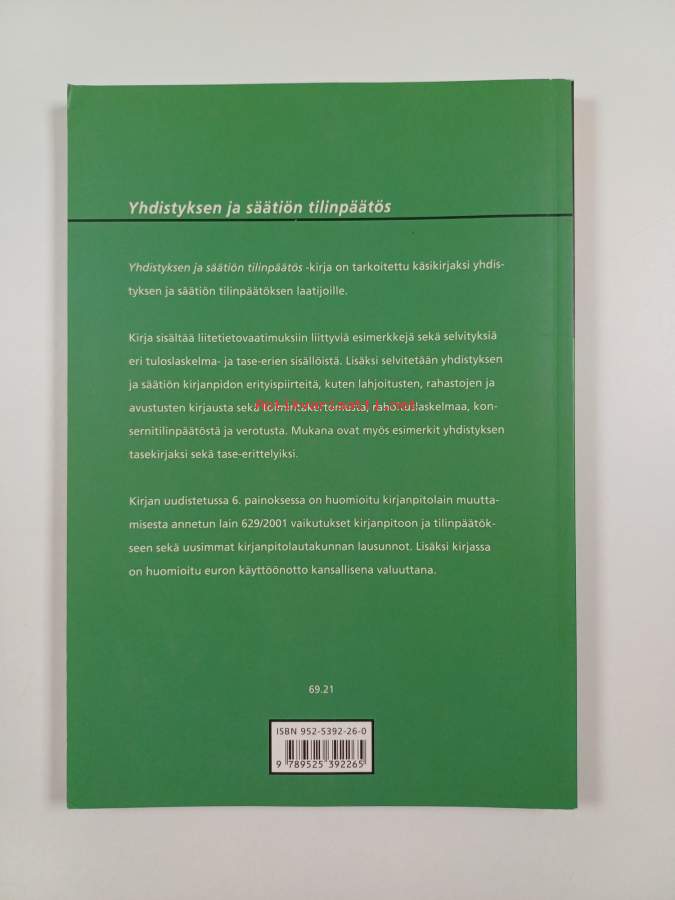 Yhdistyksen ja säätiön tilinpäätös
Yhdistyksen ja säätiön tilinpäätös -kirja on tarkoitettu käsikirjaksi yhdis-
tyksen ja säätiön tilinpäätöksen laatijoille.
Kirja sisältää liitetietovaatimuksiin liittyviä esimerkkejä sekä selvityksiä
eri tuloslaskelma- ja tase-erien sisällöistä. Lisäksi selvitetään yhdistyksen
ja säätiön kirjanpidon erityispiirteitä, kuten lahjoitusten, rahastojen ja
avustusten kirjausta sekä toimintakertomusta, rahoituslaskelmaa, kon-
sernitilinpäätöstä ja verotusta. Mukana ovat myös esimerkit yhdistyksen
tasekirjaksi sekä tase-erittelyiksi.
Kirjan uudistetussa 6. painoksessa on huomioitu kirjanpitolain muutta-
misesta annetun lain 629/2001 vaikutukset kirjanpitoon ja tilinpäätök-
seen sekä uusimmat kirjanpitolautakunnan lausunnot. Lisäksi kirjassa
on huomioitu euron käyttöönotto kansallisena valuuttana.
69.21
ISBN 952-5392-26-0
9 789525 392265